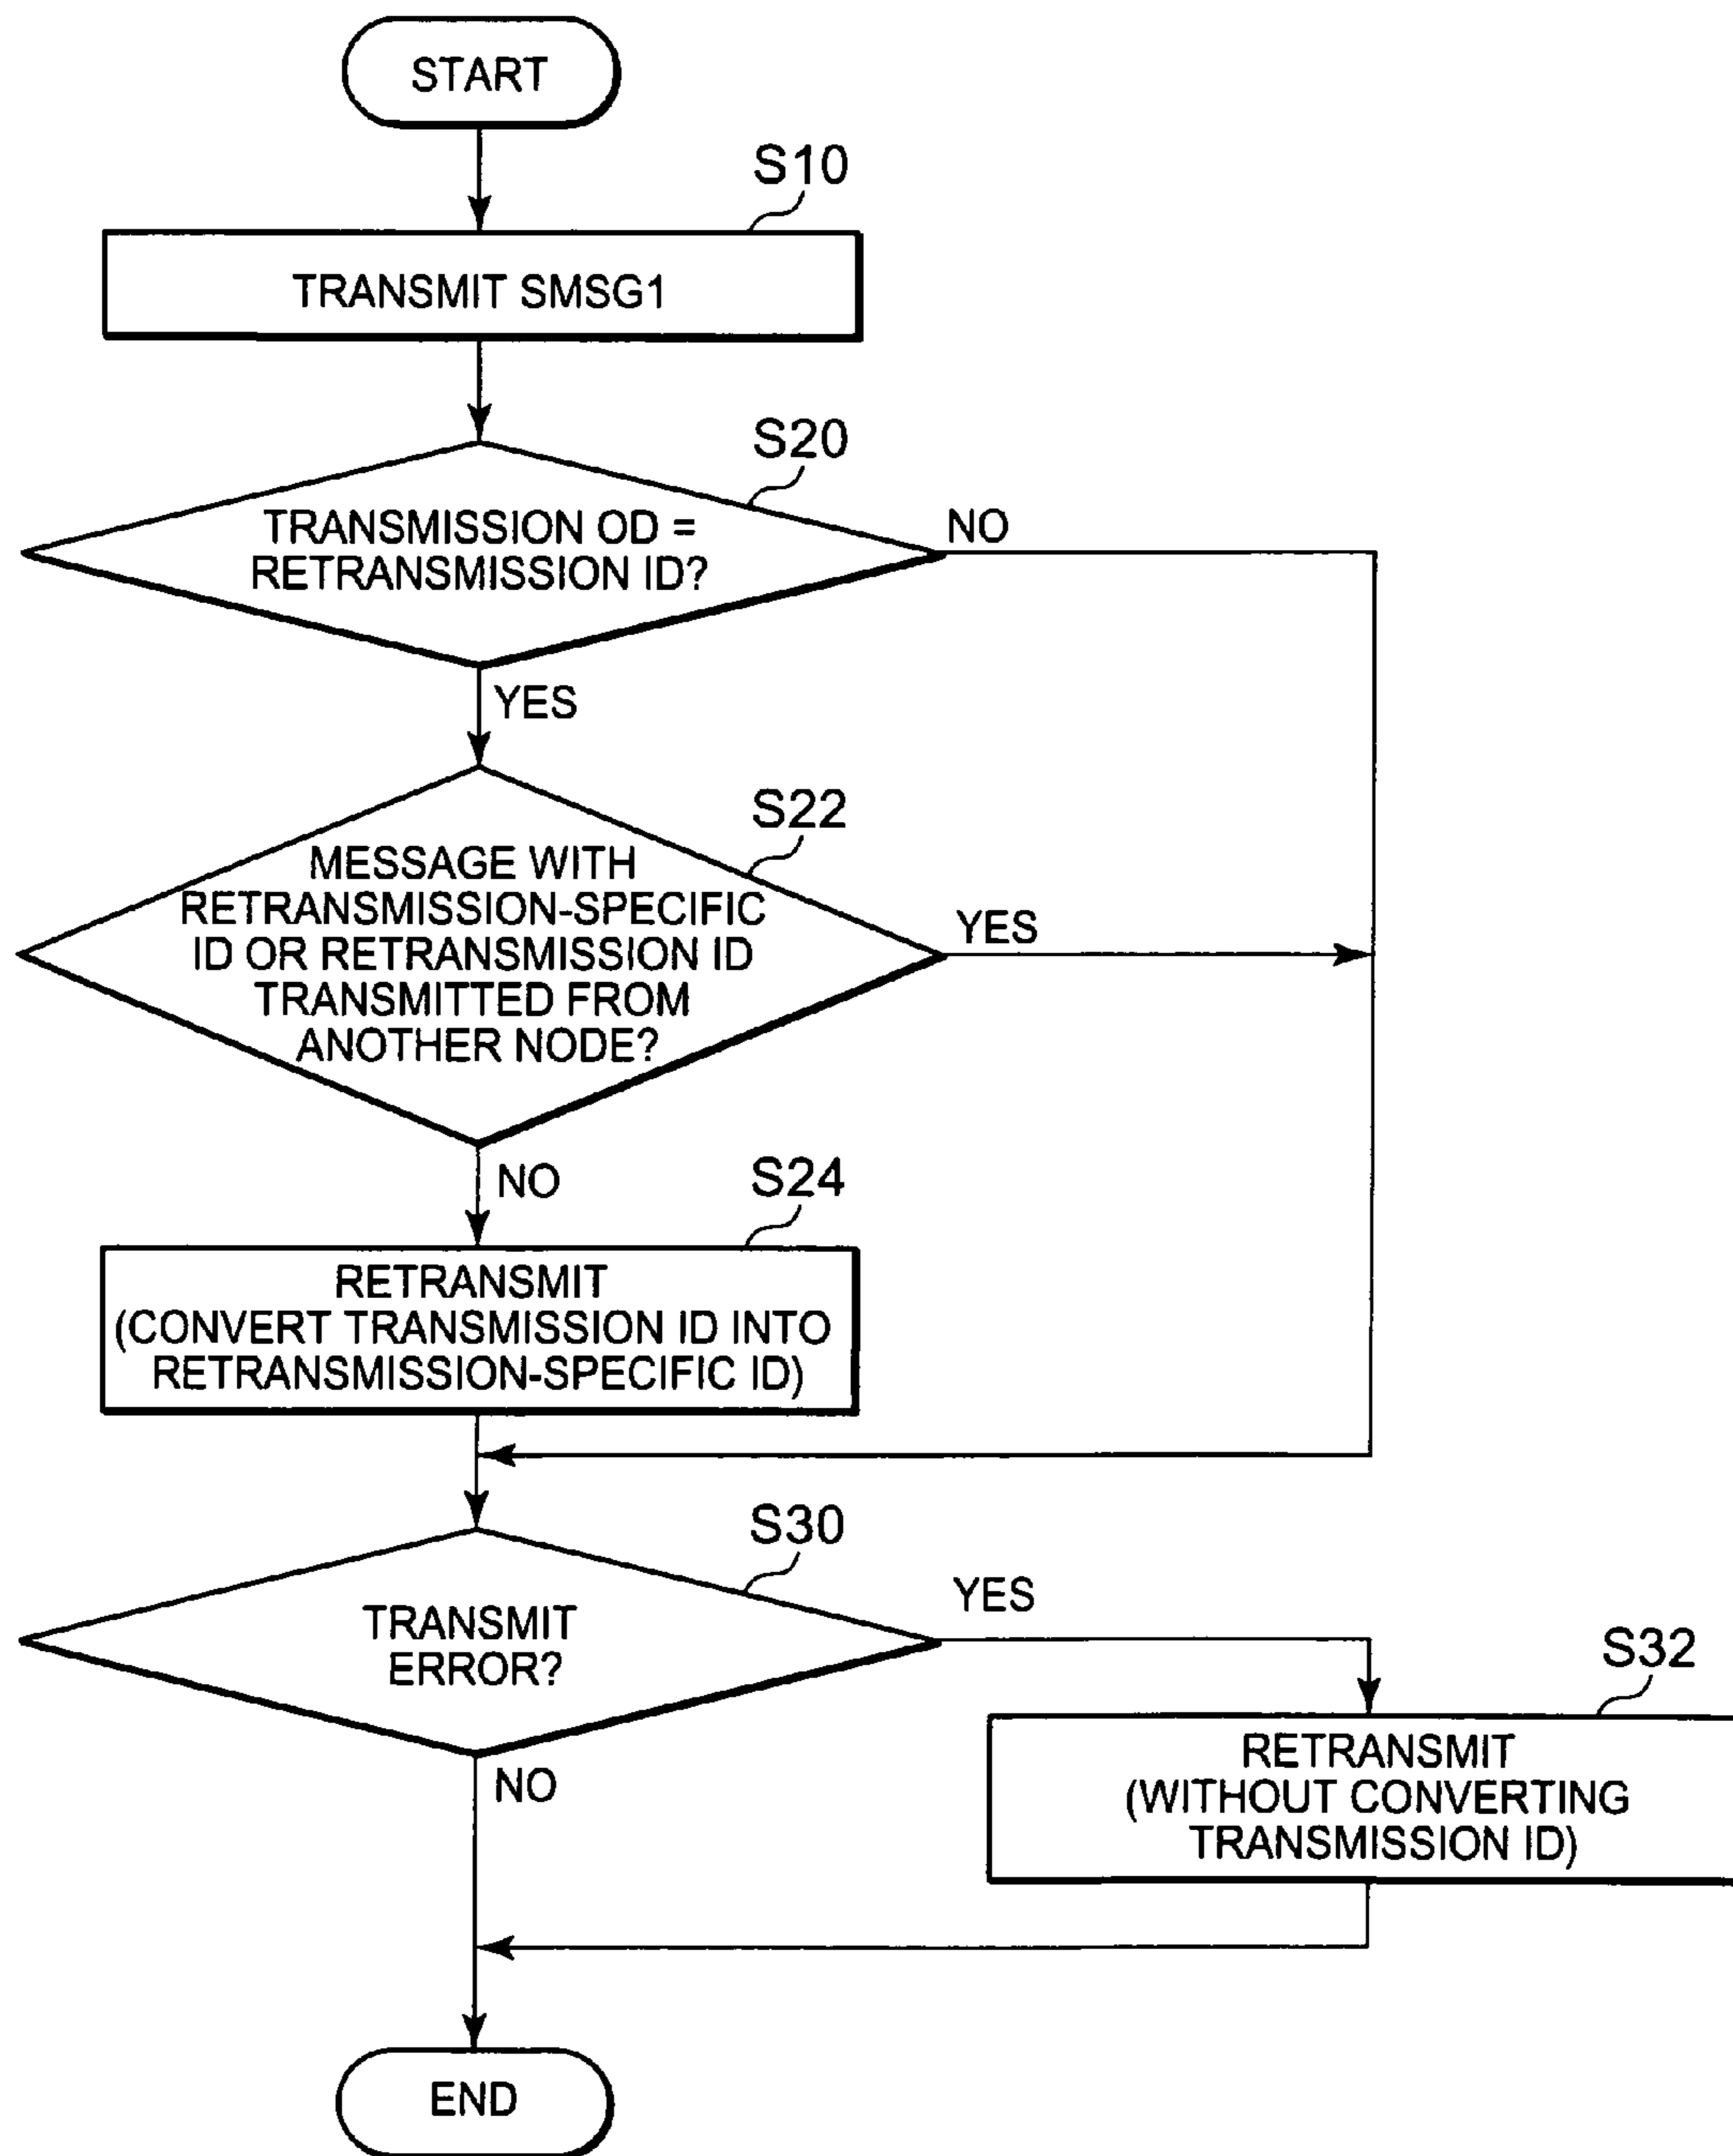 START
S10
TRANSMIT SMSG1
S20
TRANSMISSION OD =
RETRANSMISSION ID?
NO
YES
S22
MESSAGE WITH
RETRANSMISSION-SPECIFIC
ID OR RETRANSMISSION ID
TRANSMITTED FROM
ANOTHER NODE?
YES
NO
S24
RETRANSMIT
(CONVERT TRANSMISSION ID INTO
RETRANSMISSION-SPECIFIC ID)
S30
TRANSMIT
ERROR?
YES
NO
S32
RETRANSMIT
(WITHOUT CONVERTING
TRANSMISSION ID)
END